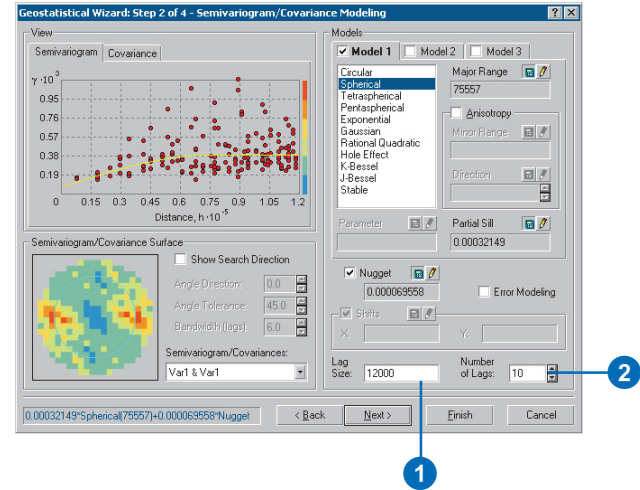 Geostatistical Wizard: Step 2 of 4 - Semivariogram/Covariance Modeling
View
Semivariogram
Covariance
γ·10³
0.95
0.76
0.57
0.38
0.19
0
0.15
0.3
0.45
0.6
0.75
0.9
1.05
1.2
Distance, h·10⁻⁵
Semivariogram/Covariance Surface
Show Search Direction
Angle Direction:
0.0
Angle Tolerance:
45.0
Bandwidth (lags):
6.0
Semivariogram/Covariances:
Var1 & Var1
Models
Model 1
Model 2
Model 3
Circular
Spherical
Tetraspherical
Pentaspherical
Exponential
Gaussian
Rational Quadratic
Hole Effect
K-Bessel
J-Bessel
Stable
Major Range
75557
Anisotropy
Minor Range
Direction
Parameter
Partial Sill
0.00032149
Nugget
0.000069558
Error Modeling
Shifts
X:
Y:
Lag
Size:
12000
Number
of Lags:
10
2
0.00032149*Spherical(75557)+0.000069558*Nugget
< Back
Next >
Finish
Cancel
1